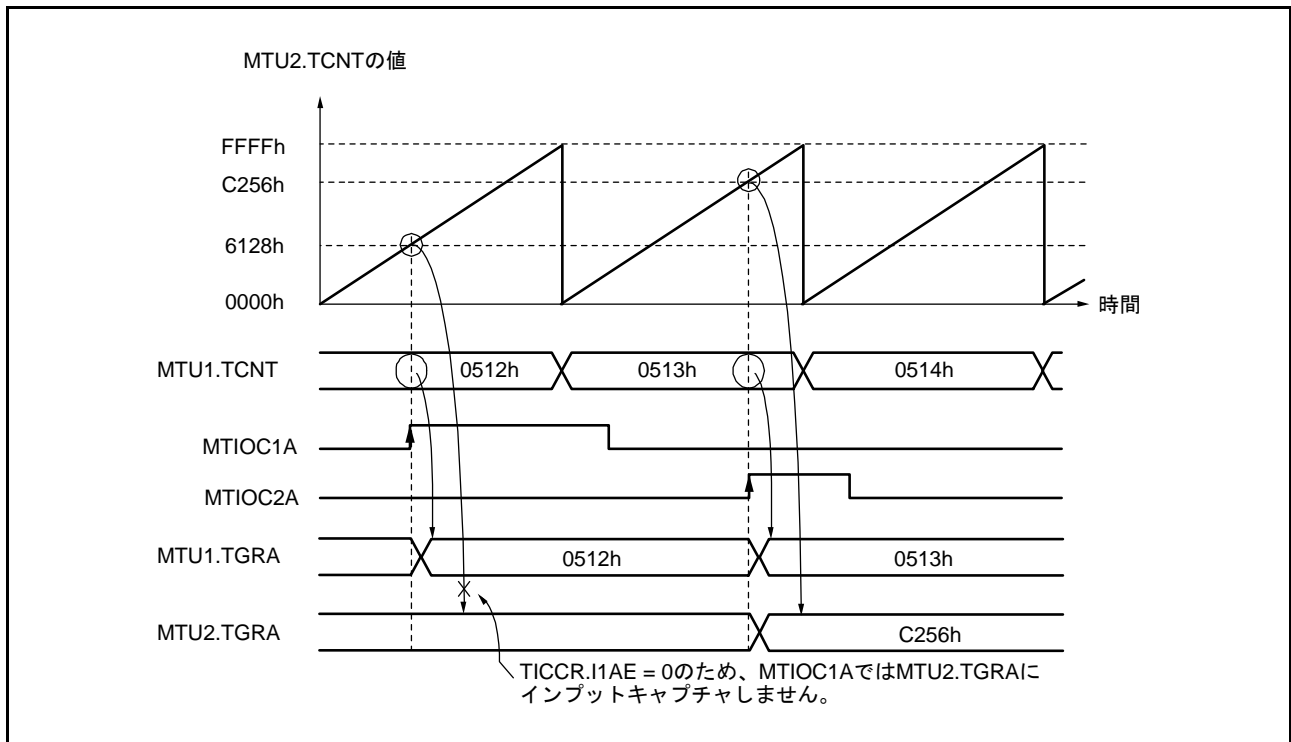 MTU2.TCNTの値
FFFFh
C256h
6128h
0000h
時間
MTU1.TCNT
0512h
0513h
0514h
MTIOC1A
MTIOC2A
MTU1.TGRA
0512h
0513h
MTU2.TGRA
C256h
TICCR.I1AE = 0のため、MTIOC1AではMTU2.TGRAに
インプットキャプチャしません。